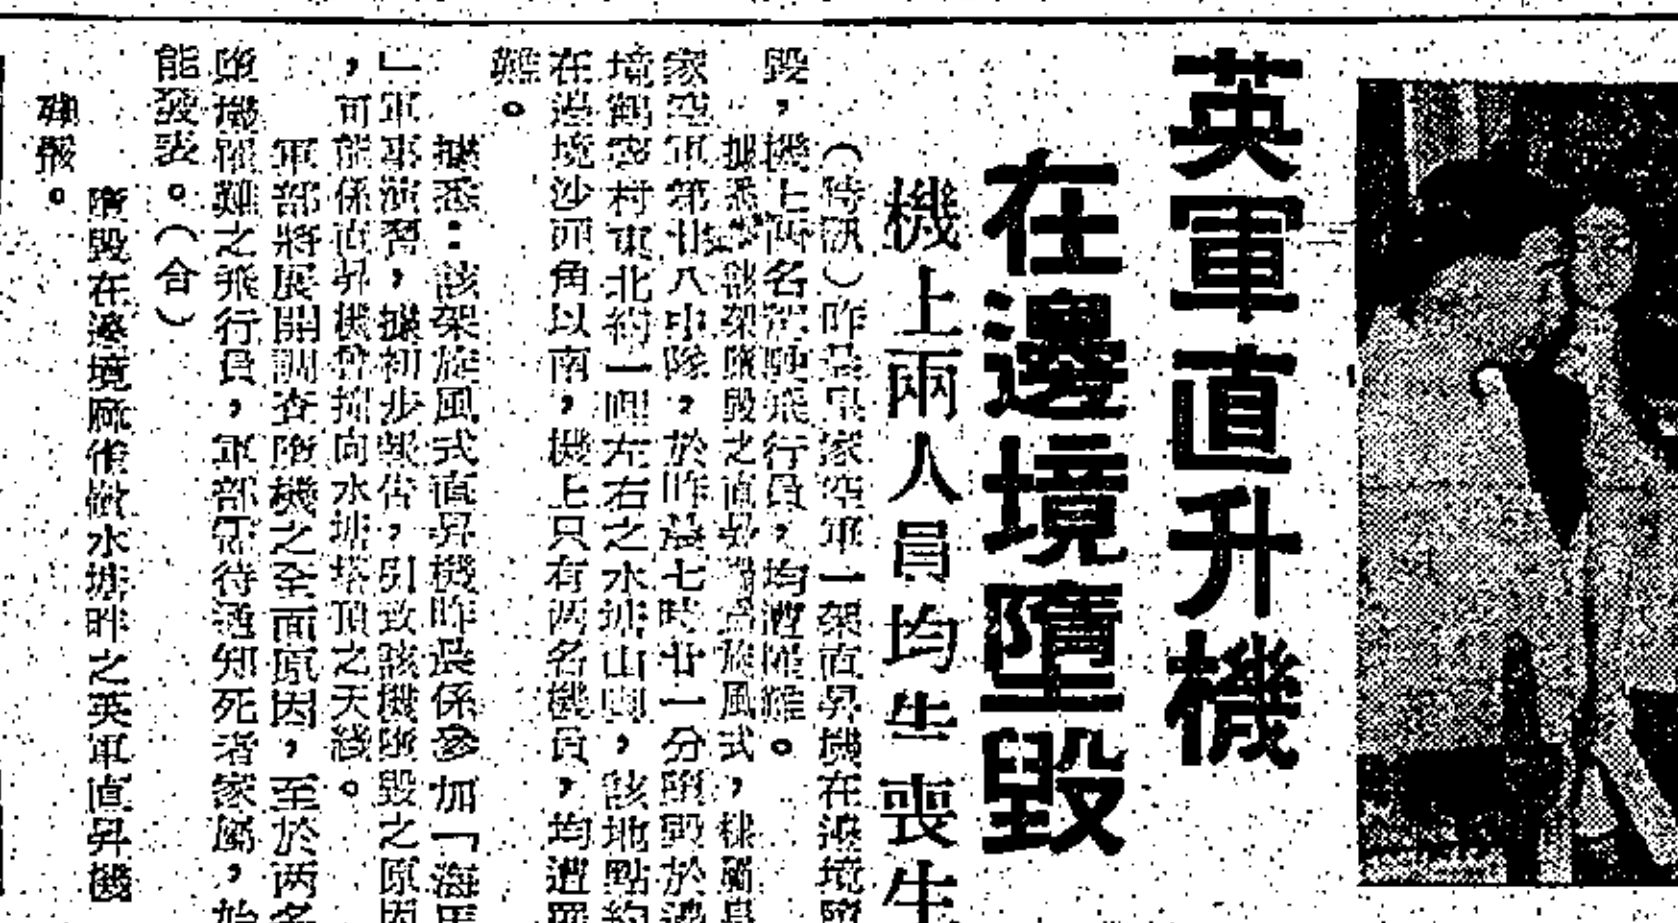 英軍直升機
在邊境墮毀
機上兩人員均生喪生
（特訊）昨晨皇家空軍一架直昇機在邊境墮
毀，機上兩名駕駛飛行員，均遭罹難。
據悉該架墮毀之直昇機為旋風式，隸屬皇
家空軍第廿八中隊，於昨晨七時廿一分墮毀於邊
境鶴村東北約一哩左右之水塘山頂，該地點約
在邊境沙頭角以南，機上只有兩名機員，均遭罹
難。
據悉：該架旋風式直昇機昨晨係參加「海馬
」軍事演習，據初步報告，引致該機墮毀之原因
，可能係直昇機曾撞向水塘塔頂之天綫。
軍部將展開調查墮機之全面原因，至於两名
墮機罹難之飛行員，軍部需待通知死者家屬，始
能發表。（合）
墮毀在邊境水塘畔之英軍直昇機
殘骸。